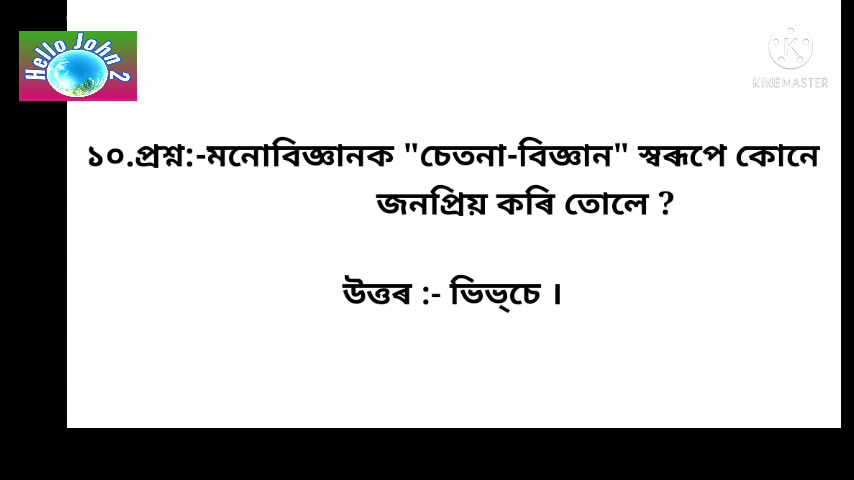 Hello John 2
KINEMASTER
১০.প্ৰশ্ন:-মনোবিজ্ঞানক "চেতনা-বিজ্ঞান" স্বৰূপে কোনে
জনপ্ৰিয় কৰি তোলে ?
উত্তৰ :- ভিভ্চে ।